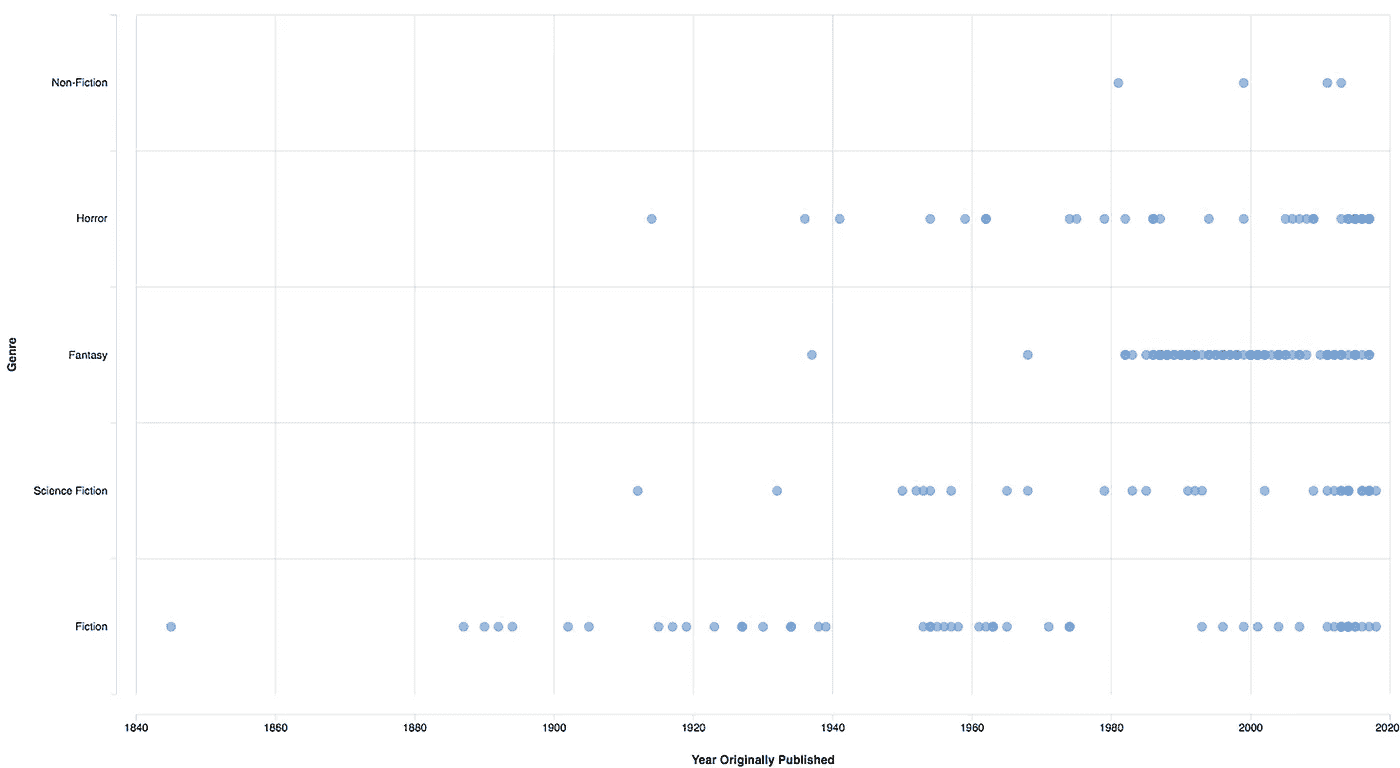 Non-Fiction
Horror
Fantasy
Science Fiction
Fiction
Genre
1840 1860 1880 1900 1920 1940 1960 1980 2000 2020
Year Originally Published